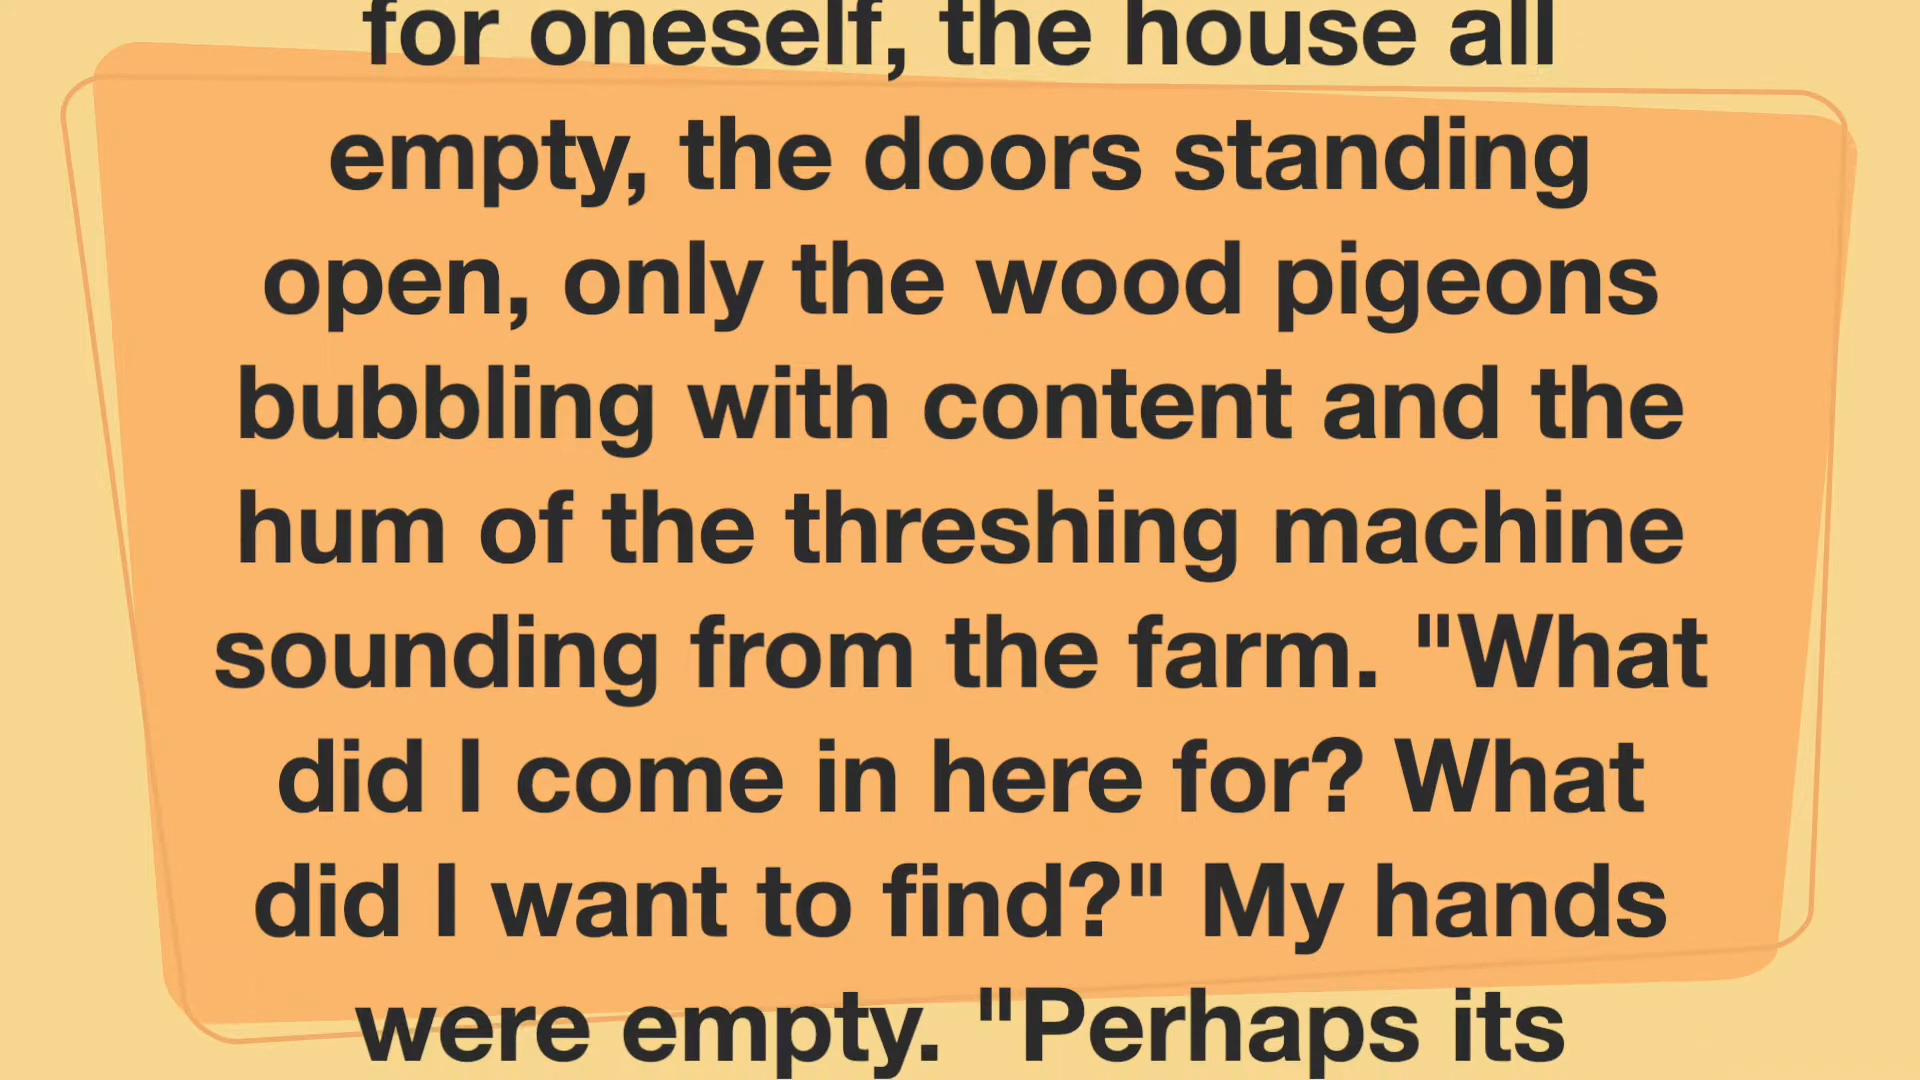 for oneself, the house all
empty, the doors standing
open, only the wood pigeons
bubbling with content and the
hum of the threshing machine
sounding from the farm. "What
did I come in here for? What
did I want to find?" My hands
were empty. "Perhaps its